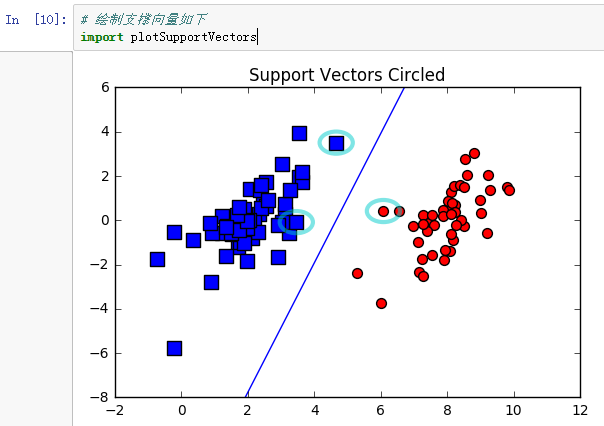 In [10]:
# 绘制支撑向量如下
import plotSupportVectors
Support Vectors Circled
6
4
2
0
−2
−4
−6
−8
−2 0 2 4 6 8 10 12